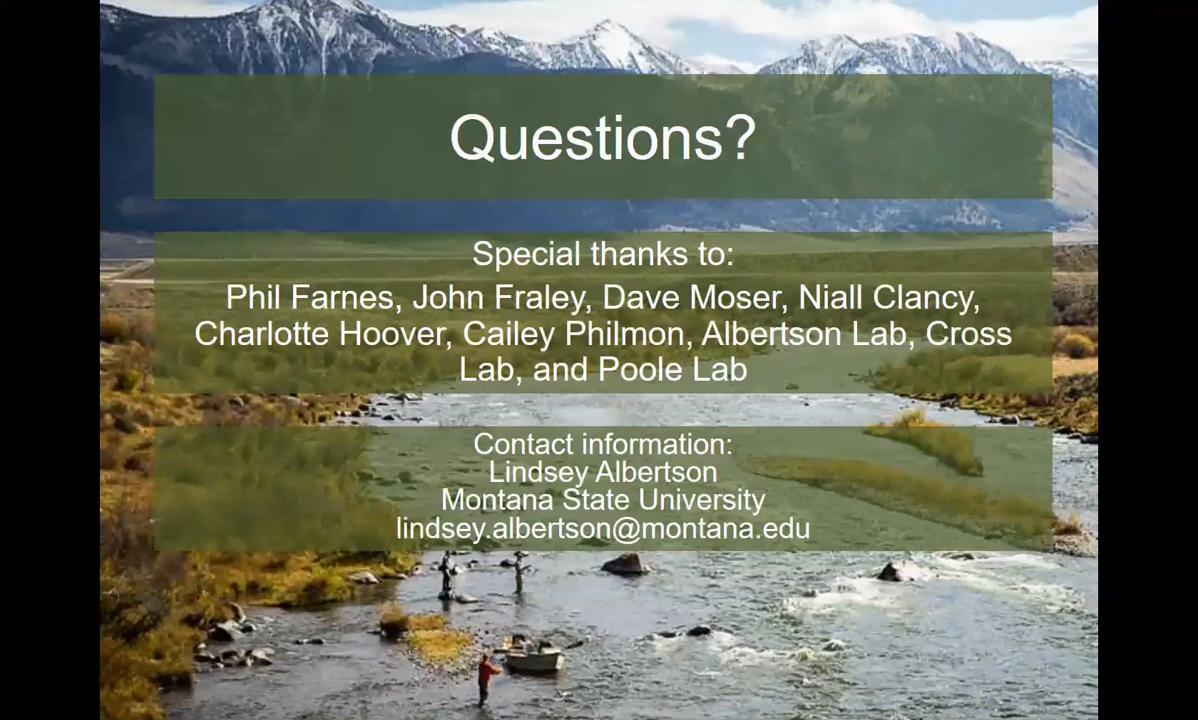 Questions?
Special thanks to:
Phil Farnes, John Fraley, Dave Moser, Niall Clancy,
Charlotte Hoover, Cailey Philmon, Albertson Lab, Cross
Lab, and Poole Lab
Contact information:
Lindsey Albertson
Montana State University
lindsey.albertson@montana.edu